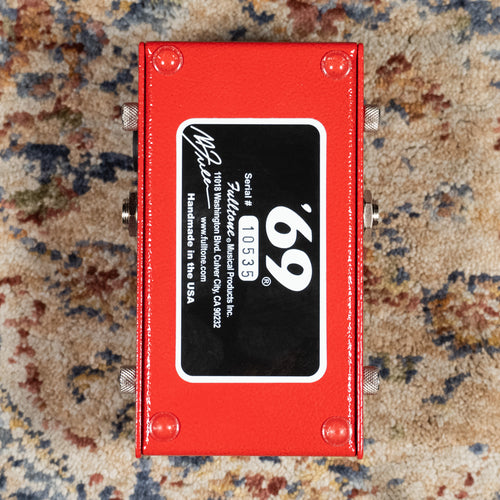 '69®
Serial # 10535
Fulltone® Musical Products Inc.
11018 Washington Blvd. Culver City, CA 90232
www.fulltone.com
Handmade in the USA